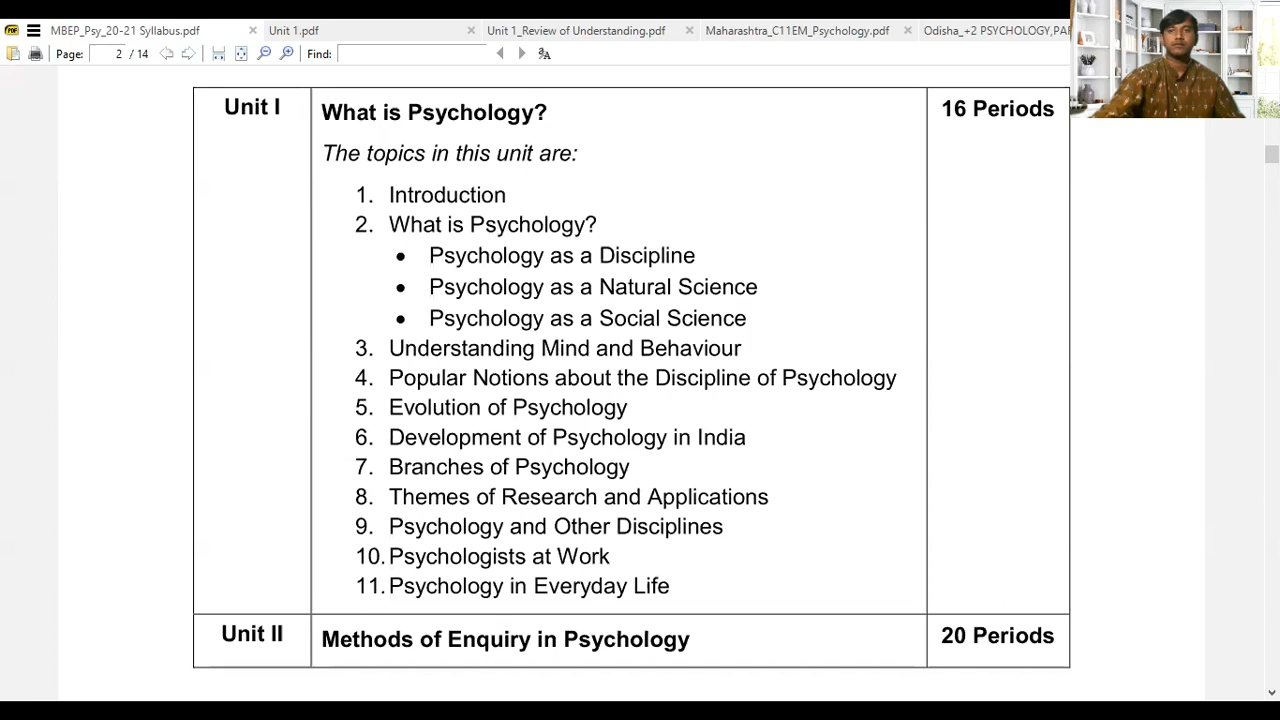 MBEP_Psy_20-21 Syllabus.pdf × Unit 1.pdf × Unit 1_Review of Understanding.pdf × Maharashtra_C11EM_Psychology.pdf × Odisha_+2 PSYCHOLOGY,PAR
Page: 2 / 14 Find:
Unit I What is Psychology? 16 Periods
The topics in this unit are:
1. Introduction
2. What is Psychology?
• Psychology as a Discipline
• Psychology as a Natural Science
• Psychology as a Social Science
3. Understanding Mind and Behaviour
4. Popular Notions about the Discipline of Psychology
5. Evolution of Psychology
6. Development of Psychology in India
7. Branches of Psychology
8. Themes of Research and Applications
9. Psychology and Other Disciplines
10. Psychologists at Work
11. Psychology in Everyday Life
Unit II Methods of Enquiry in Psychology 20 Periods